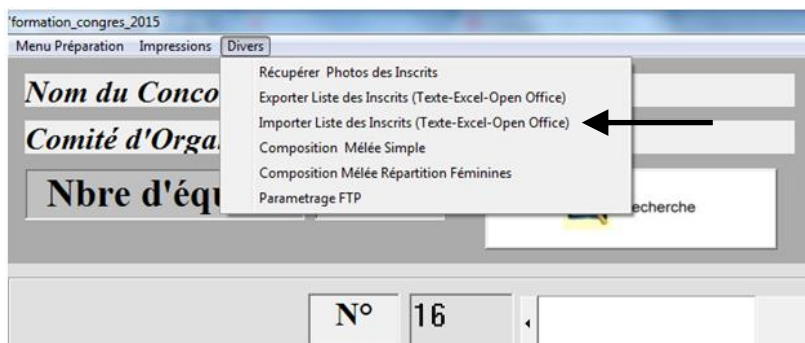 'formation_congres_2015
Menu Préparation Impressions Divers
Récupérer Photos des Inscrits
Nom du Conco
Exporter Liste des Inscrits (Texte-Excel-Open Office)
Importer Liste des Inscrits (Texte-Excel-Open Office)
Comité d'Orga
Composition Mélée Simple
Composition Mélée Répartition Féminines
Nbre d'équ
Parametrage FTP
echerche
N° 16